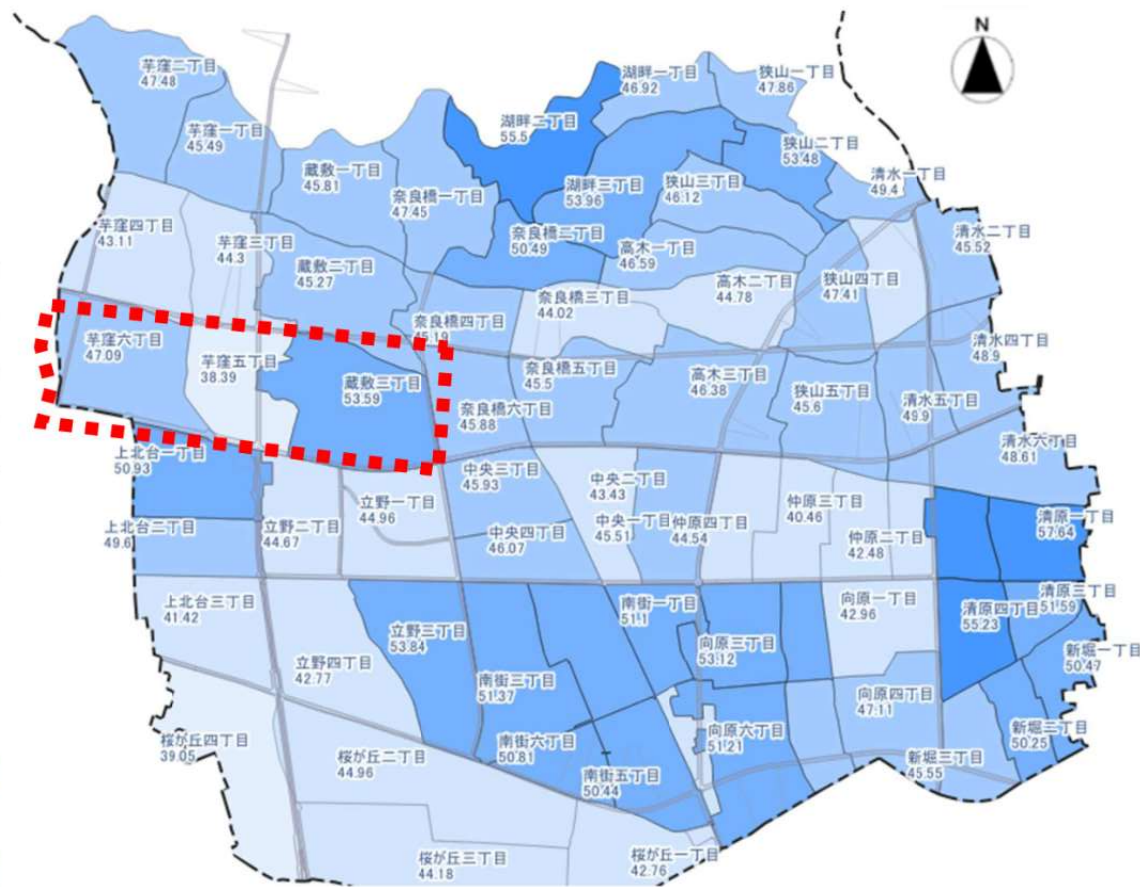 N
芋窪二丁目
47.48
湖畔一丁目
46.92
狭山一丁目
47.86
芋窪一丁目
45.49
湖畔二丁目
55.5
狭山二丁目
53.48
蔵敷一丁目
45.81
奈良橋一丁目
47.45
湖畔三丁目
53.96
狭山三丁目
46.12
清水一丁目
49.4
芋窪四丁目
43.11
芋窪三丁目
44.3
奈良橋二丁目
50.49
高木一丁目
46.59
清水二丁目
45.52
蔵敷二丁目
45.27
高木二丁目
44.78
狭山四丁目
47.41
奈良橋三丁目
44.02
奈良橋四丁目
45.19
芋窪六丁目
47.09
芋窪五丁目
38.39
清水四丁目
48.9
奈良橋五丁目
45.5
高木三丁目
46.38
蔵敷三丁目
53.59
狭山五丁目
45.6
清水五丁目
49.9
奈良橋六丁目
45.88
清水六丁目
48.61
上北台一丁目
50.93
中央三丁目
45.93
中央二丁目
43.43
立野一丁目
44.96
仲原三丁目
40.46
上北台二丁目
49.6
立野二丁目
44.67
中央四丁目
46.07
中央一丁目
45.51
仲原四丁目
44.54
仲原二丁目
42.48
清原一丁目
57.64
上北台三丁目
41.42
立野三丁目
53.84
南街一丁目
51.1
向原一丁目
42.96
清原四丁目
55.23
清原三丁目
51.59
向原三丁目
53.12
新堀一丁目
50.47
立野四丁目
42.77
南街三丁目
51.37
向原四丁目
47.11
桜が丘四丁目
39.05
桜が丘二丁目
44.96
南街六丁目
50.81
向原六丁目
51.21
新堀二丁目
50.25
南街五丁目
50.44
新堀三丁目
45.55
桜が丘三丁目
44.18
桜が丘一丁目
42.76